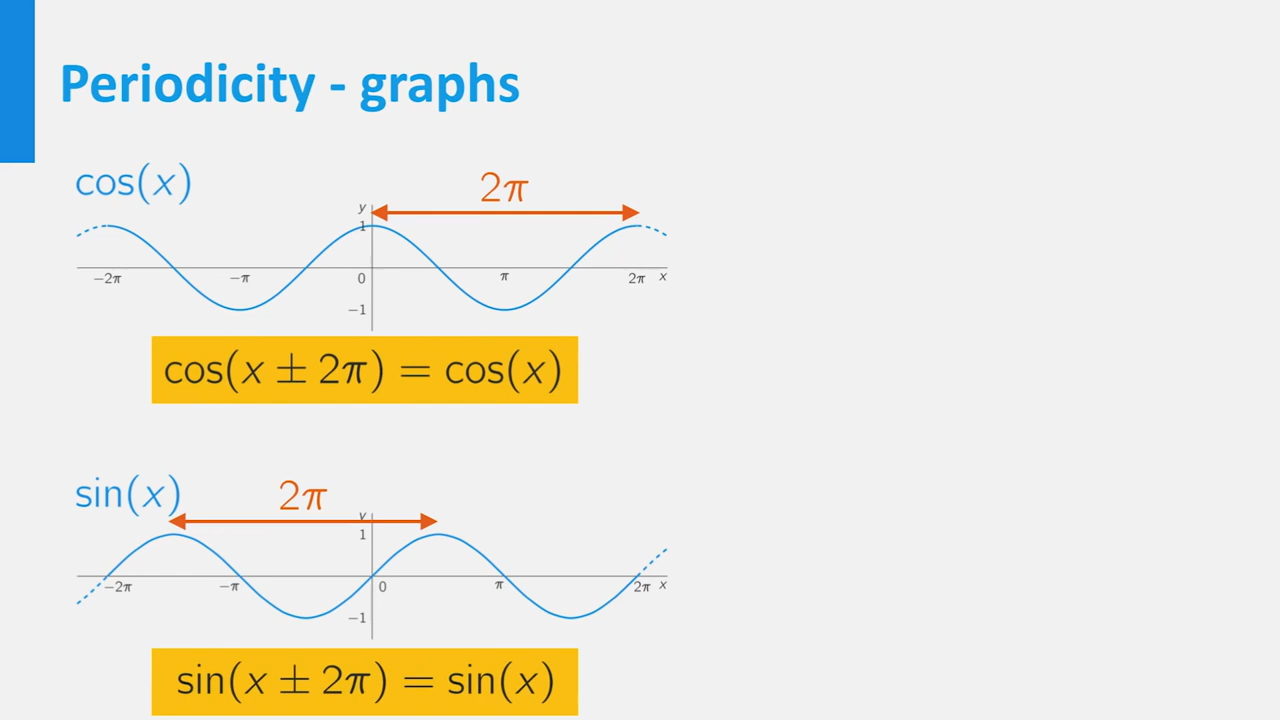 Periodicity - graphs
cos(x)
2π
y
1
−2π −π 0 π 2π x
−1
cos(x ± 2π) = cos(x)
sin(x)
2π
y
1
−2π −π 0 π 2π x
−1
sin(x ± 2π) = sin(x)